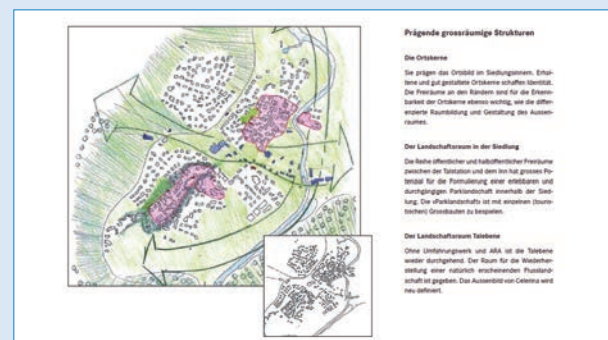 Prägende grossräumige Strukturen
Die Ortskerne
Sie prägen das Ortsbild im Siedlungsinnern. Erhal-
tene und gut gestaltete Ortskerne schaffen Identität.
Die Freiräume an den Rändern sind für die Erkenn-
barkeit der Ortskerne ebenso wichtig, wie die diffe-
renzierte Raumbildung und Gestaltung des Aussen-
raumes.
Der Landschaftsraum in der Siedlung
Die Reihe öffentlicher und halböffentlicher Freiräume
zwischen der Talstation und dem Inn hat grosses Po-
tenzial für die Formulierung einer erlebbaren und
durchgängigen Parklandschaft innerhalb der Sied-
lung. Die «Parklandschaft» ist mit einzelnen (touris-
tischen) Grossbauten zu bespielen.
Der Landschaftsraum Talebene
Ohne Umfahrungswerk und ARA ist die Talebene
wieder durchgehend. Der Raum für die Wiederher-
stellung einer natürlich erscheinenden Flussland-
schaft ist gegeben. Das Aussenbild von Celerina wird
neu definiert.